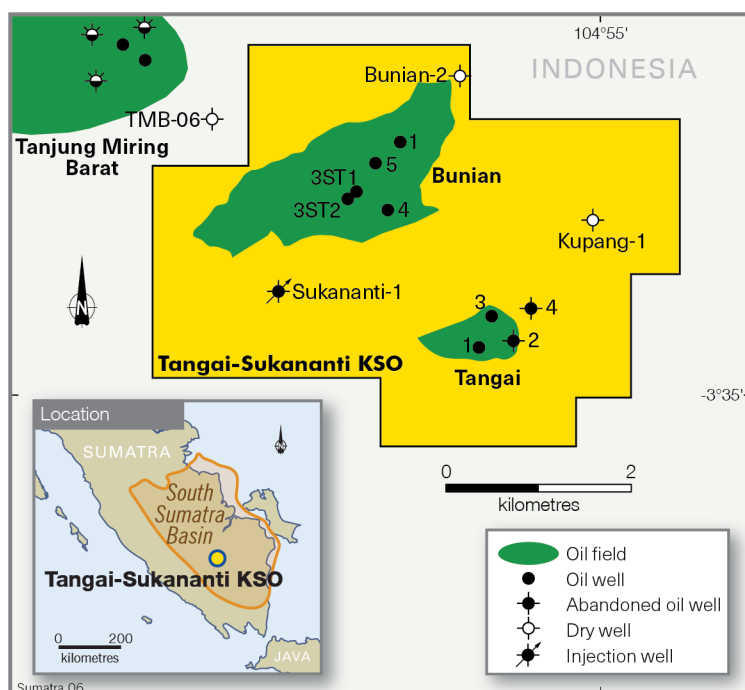 104°55'
INDONESIA
Bunian-2
TMB-06
Tanjung Miring
Barat
1
5
Bunian
3ST1
3ST2
4
Kupang-1
Sukananti-1
N
3
4
1
2
Tangai-Sukananti KSO
Tangai
-3°35'
Location
SUMATRA
South
Sumatra
Basin
Tangai-Sukananti KSO
0 200
kilometres
JAVA
0 2
kilometres
Oil field
Oil well
Abandoned oil well
Dry well
Injection well
Sumatra 06